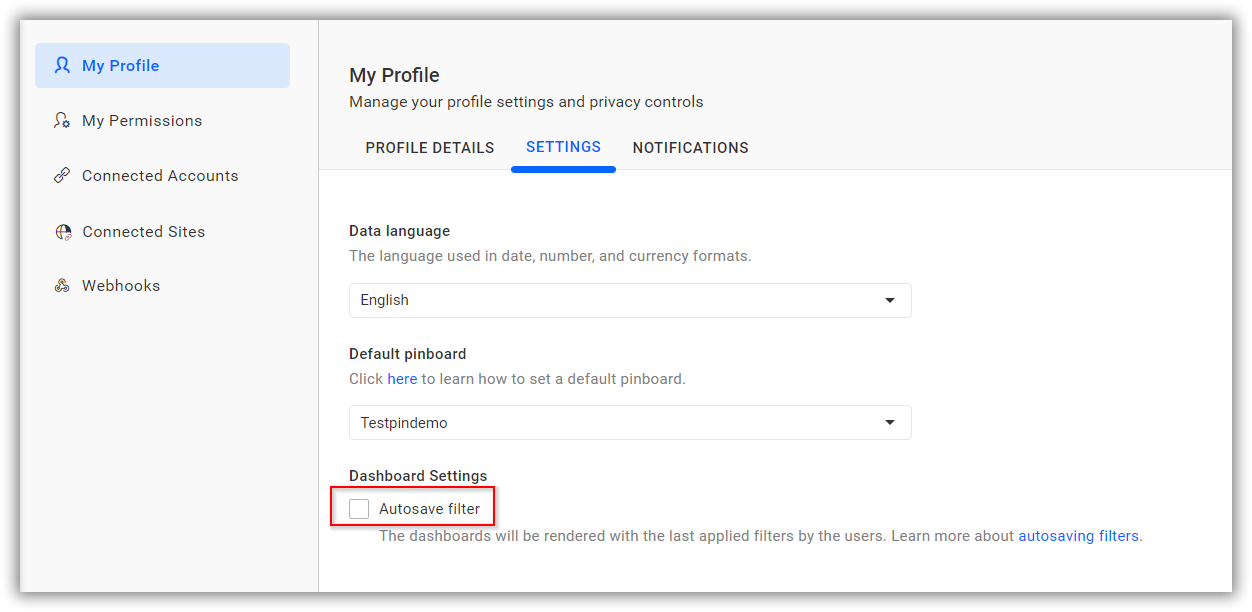 My Profile
My Permissions
Connected Accounts
Connected Sites
Webhooks
My Profile
Manage your profile settings and privacy controls
PROFILE DETAILS SETTINGS NOTIFICATIONS
Data language
The language used in date, number, and currency formats.
English
Default pinboard
Click here to learn how to set a default pinboard.
Testpindemo
Dashboard Settings
Autosave filter
The dashboards will be rendered with the last applied filters by the users. Learn more about autosaving filters.